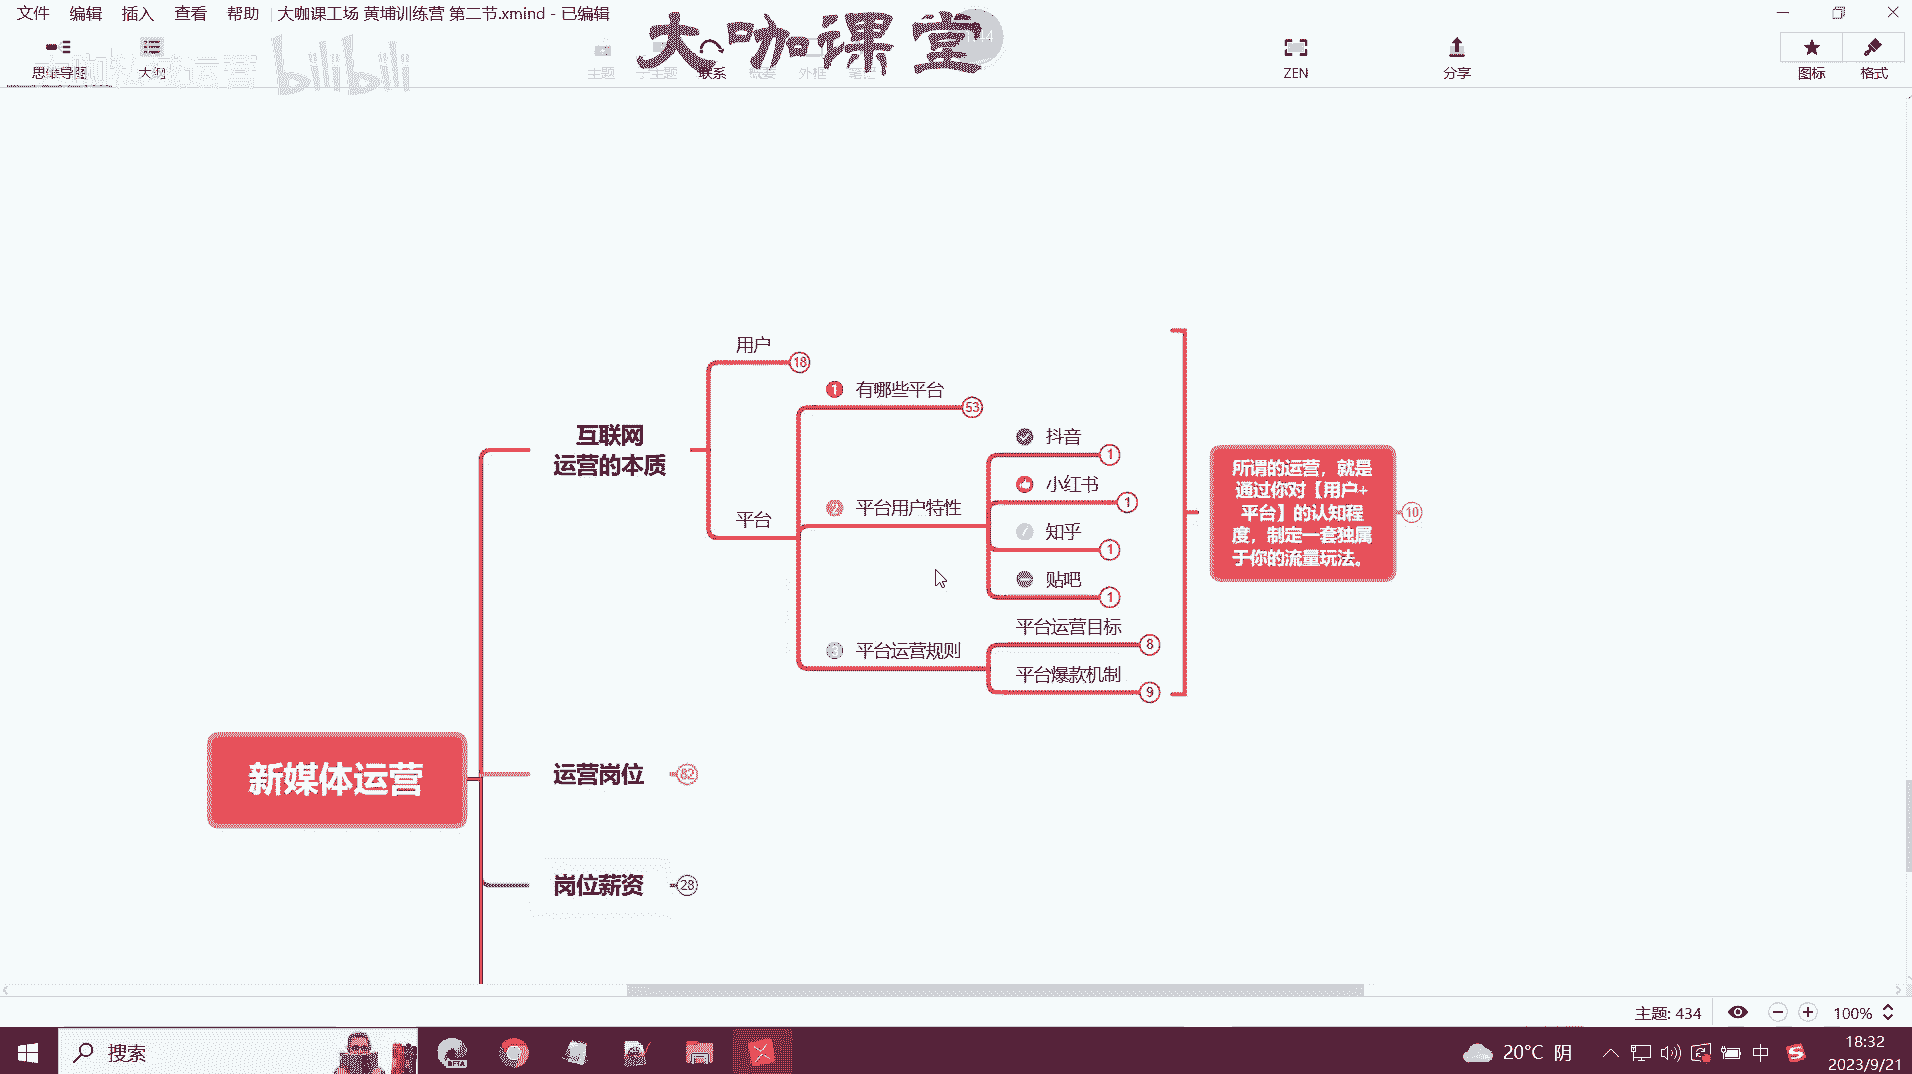 文件 编辑 插入 查看 帮助 大咖课工场 黄埔训练营 第二节.xmind - 已编辑
大咖课堂
bilibili
思维导图 大纲 主题 子主题 联系 概要 外框 笔记 ZEN 分享 图标 格式
用户
18
1 有哪些平台
53
互联网
运营的本质
抖音
1
小红书
1
2 平台用户特性
平台
知乎
1
贴吧
1
平台运营目标
8
3 平台运营规则
平台爆款机制
9
所谓的运营，就是
通过你对【用户+
平台】的认知程
度，制定一套独属
于你的流量玩法。
10
新媒体运营
运营岗位
82
岗位薪资
28
主题: 434 100%
搜索
BETA
20°C 阴
中
18:32
2023/9/21